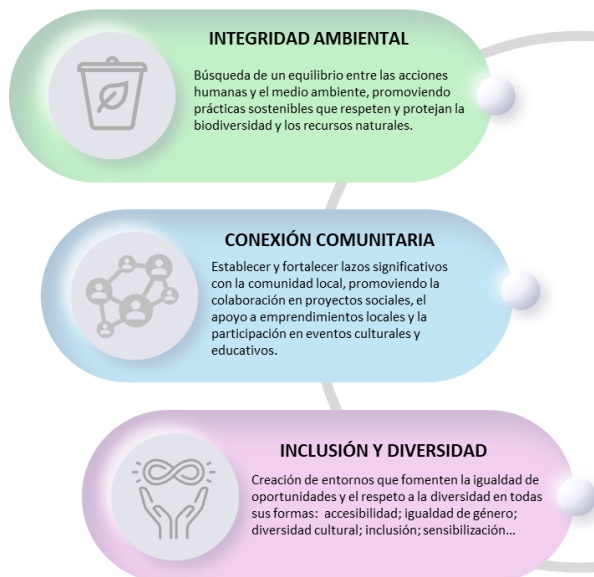 INTEGRIDAD AMBIENTAL
Búsqueda de un equilibrio entre las acciones
humanas y el medio ambiente, promoviendo
prácticas sostenibles que respeten y protejan la
biodiversidad y los recursos naturales.
CONEXIÓN COMUNITARIA
Establecer y fortalecer lazos significativos
con la comunidad local, promoviendo la
colaboración en proyectos sociales, el
apoyo a emprendimientos locales y la
participación en eventos culturales y
educativos.
INCLUSIÓN Y DIVERSIDAD
Creación de entornos que fomenten la igualdad de
oportunidades y el respeto a la diversidad en todas
sus formas: accesibilidad; igualdad de género;
diversidad cultural; inclusión; sensibilización...